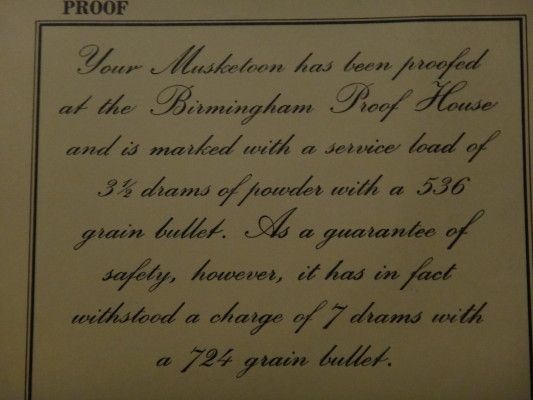 PROOF
Your Musketoon has been proofed
at the Birmingham Proof House
and is marked with a service load of
3½ drams of powder with a 536
grain bullet. As a guarantee of
safety, however, it has in fact
withstood a charge of 7 drams with
a 724 grain bullet.